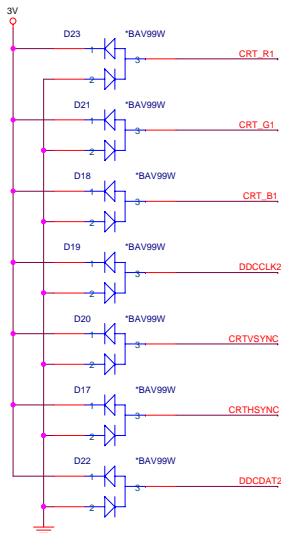 3V
D23 *BAV99W
1
CRT_R1
3
2
D21 *BAV99W
1
CRT_G1
3
2
D18 *BAV99W
1
CRT_B1
3
2
D19 *BAV99W
1
DDCCLK2
3
2
D20 *BAV99W
1
CRTVSYNC
3
2
D17 *BAV99W
1
CRTHSYNC
3
2
D22 *BAV99W
1
DDCDAT2
3
2